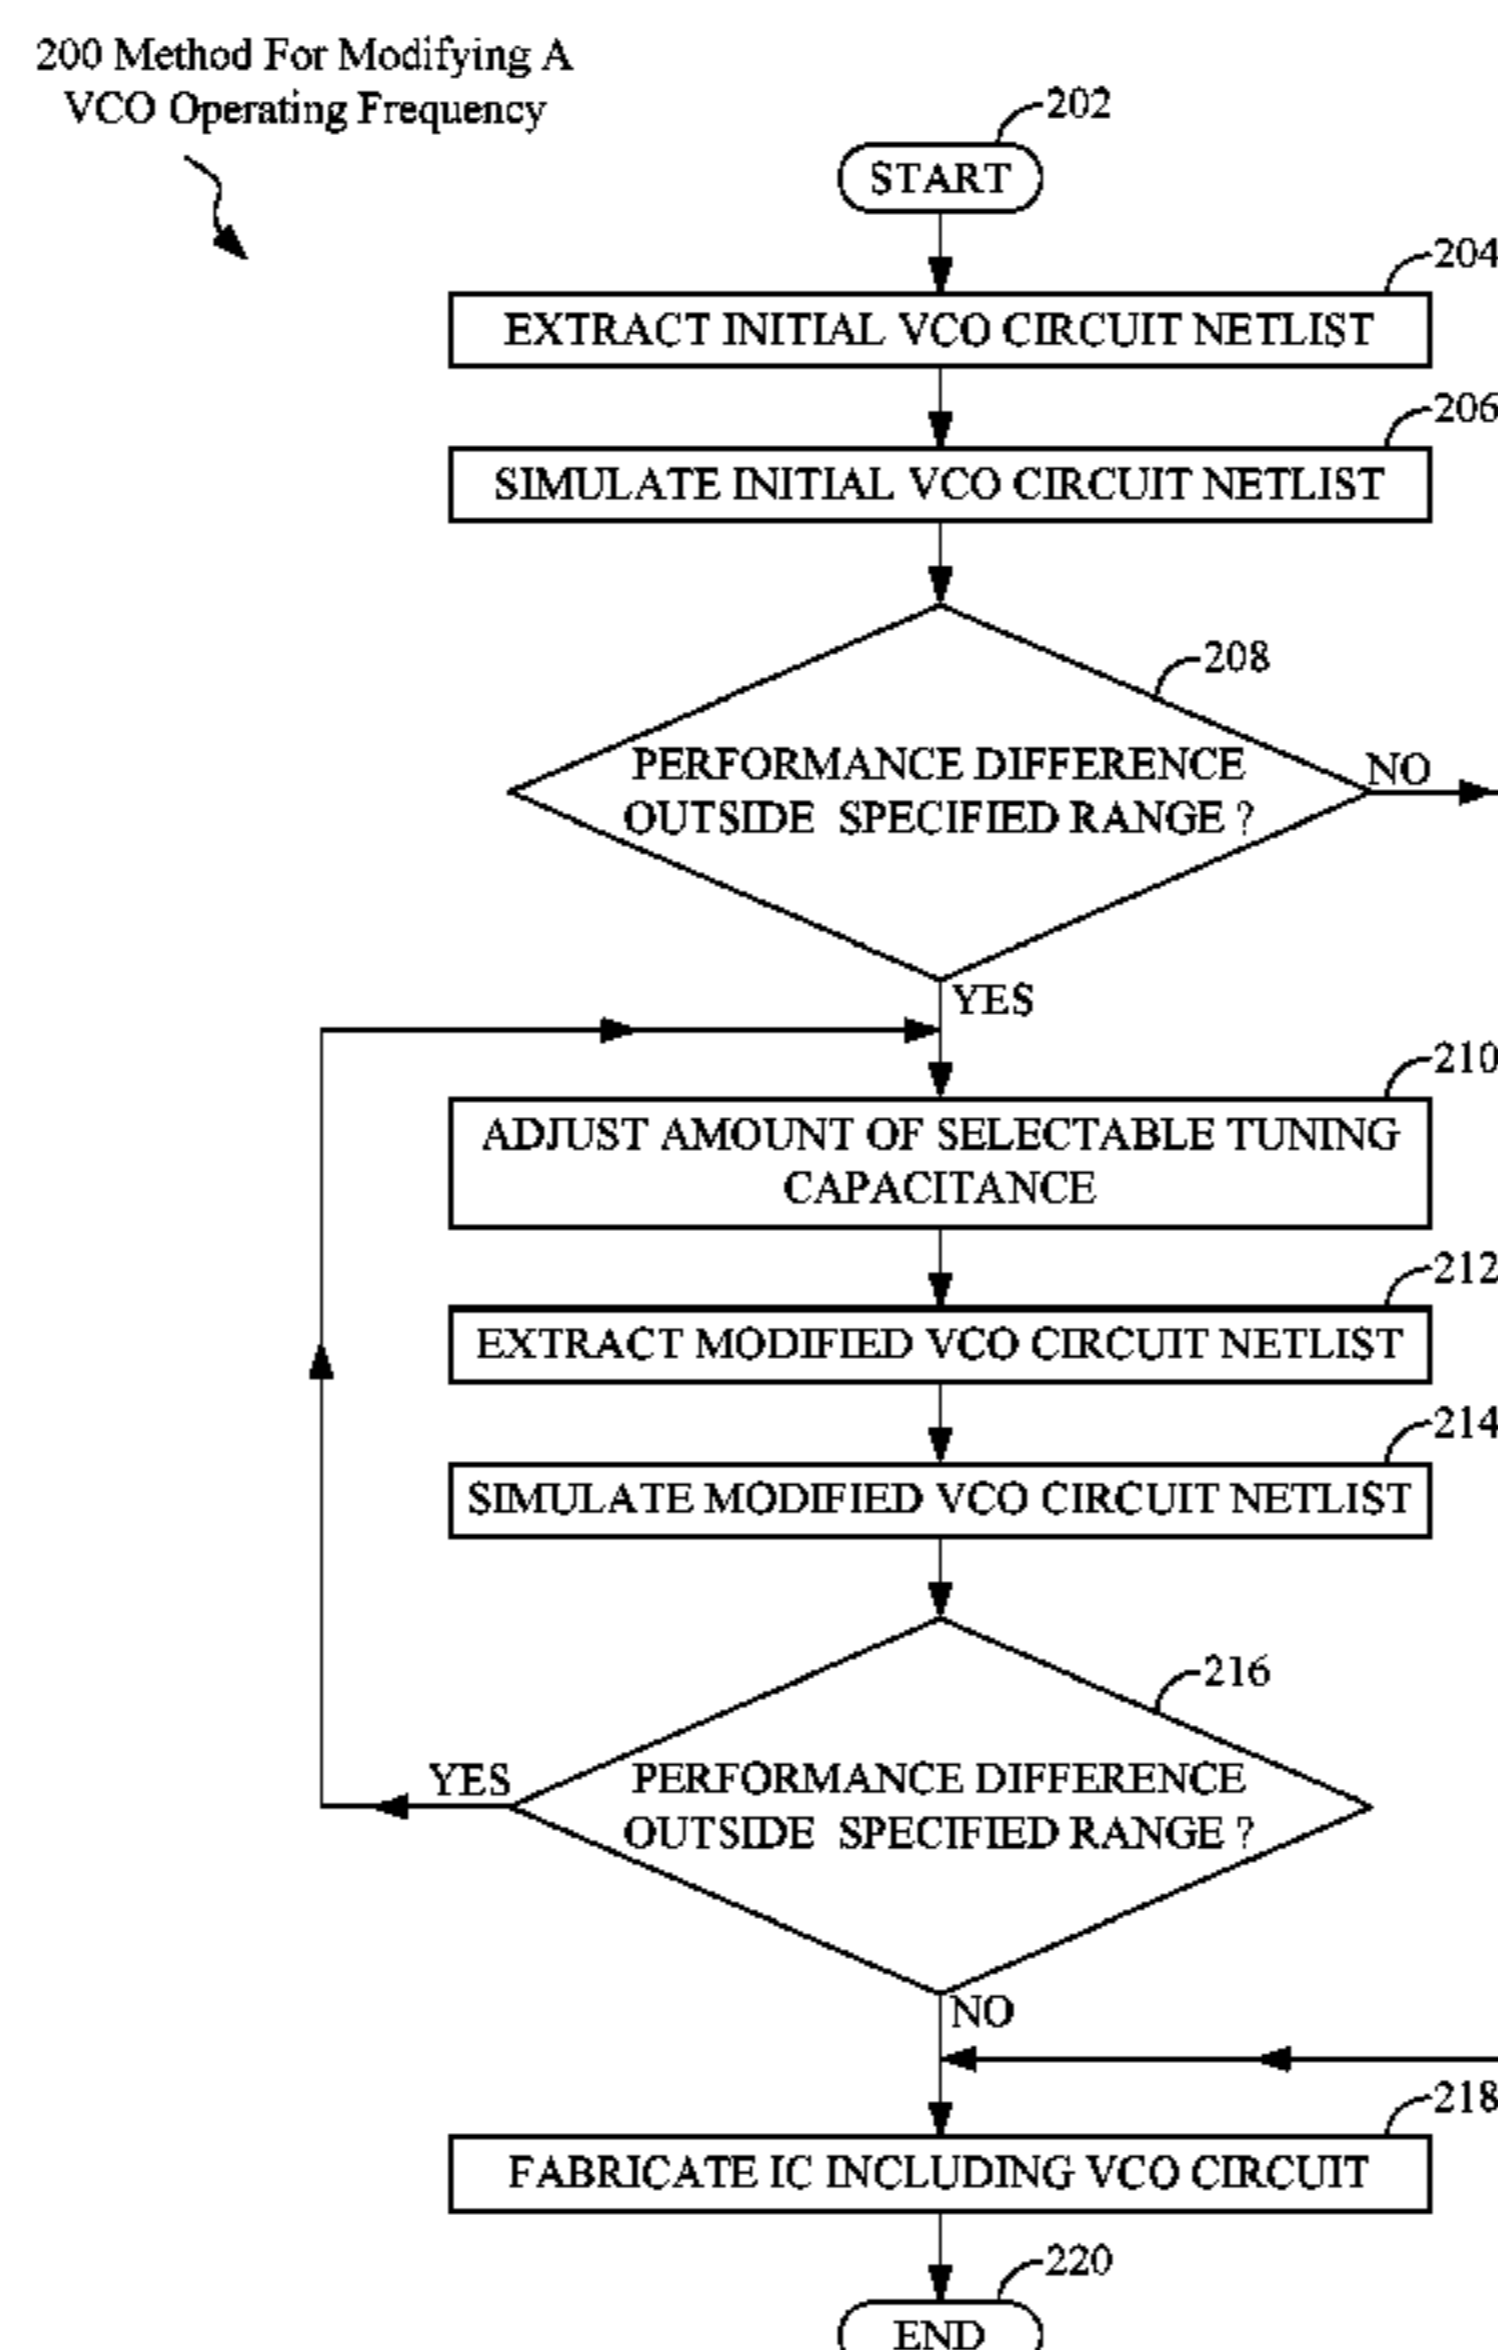 200 Method For Modifying A
VCO Operating Frequency
202
START
204
EXTRACT INITIAL VCO CIRCUIT NETLIST
206
SIMULATE INITIAL VCO CIRCUIT NETLIST
208
PERFORMANCE DIFFERENCE
OUTSIDE SPECIFIED RANGE ?
NO
YES
210
ADJUST AMOUNT OF SELECTABLE TUNING
CAPACITANCE
212
EXTRACT MODIFIED VCO CIRCUIT NETLIST
214
SIMULATE MODIFIED VCO CIRCUIT NETLIST
216
PERFORMANCE DIFFERENCE
OUTSIDE SPECIFIED RANGE ?
YES
NO
218
FABRICATE IC INCLUDING VCO CIRCUIT
220
END